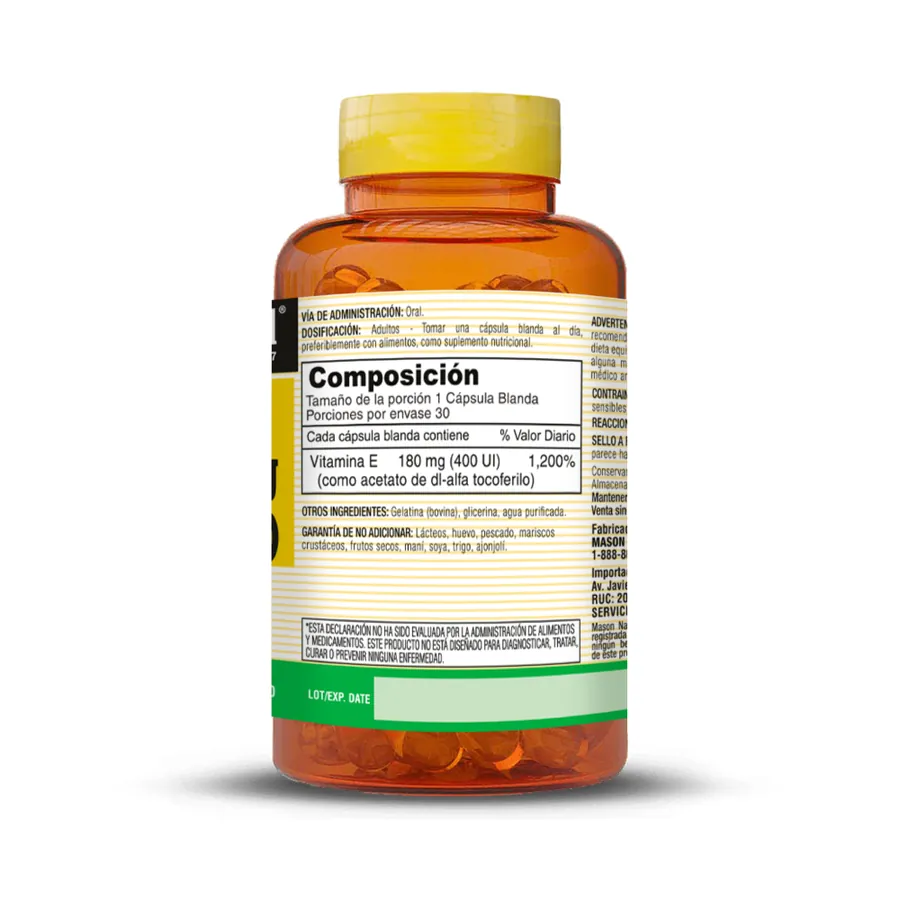 ®
VÍA DE ADMINISTRACIÓN: Oral.
DOSIFICACIÓN: Adultos - Tomar una cápsula blanda al día,
preferiblemente con alimentos, como suplemento nutricional.
Composición
Tamaño de la porción 1 Cápsula Blanda
Porciones por envase 30
Cada cápsula blanda contiene % Valor Diario
Vitamina E 180 mg (400 UI) 1,200%
(como acetato de dl-alfa tocoferilo)
OTROS INGREDIENTES: Gelatina (bovina), glicerina, agua purificada.
GARANTÍA DE NO ADICIONAR: Lácteos, huevo, pescado, mariscos
crustáceos, frutos secos, maní, soya, trigo, ajonjolí.
*ESTA DECLARACIÓN NO HA SIDO EVALUADA POR LA ADMINISTRACIÓN DE ALIMENTOS
Y MEDICAMENTOS. ESTE PRODUCTO NO ESTÁ DISEÑADO PARA DIAGNOSTICAR, TRATAR,
CURAR O PREVENIR NINGUNA ENFERMEDAD.
LOT/EXP. DATE
ADVERTEN
recomend
dieta equi
alguna m
médico an
CONTRAIN
sensibles
REACCION
SELLO A
parece ha
Conservar
Almacena
Mantener
Venta sin
Fabricad
MASON
1-888-8
Importa
Av. Javie
RUC: 20
SERVICI
Mason Na
registrada
ningún be
de este pr